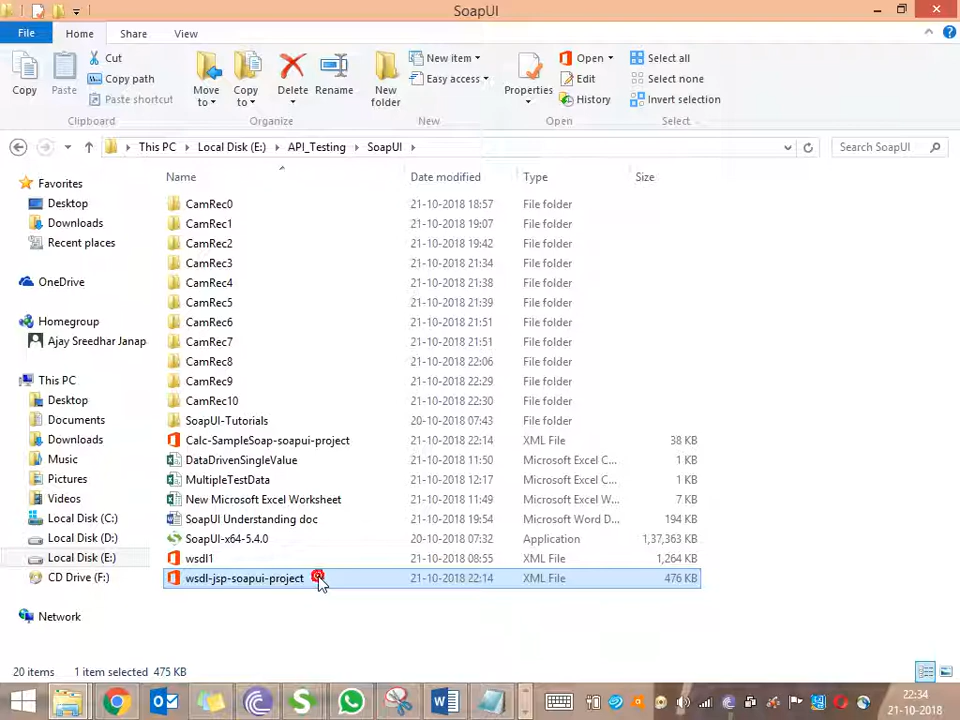 SoapUI
File Home Share View
Copy Paste Cut Copy path Paste shortcut Move to Copy to Delete Rename New folder New item Easy access Properties Open Edit History Select all Select none Invert selection
Clipboard Organize New Open Select
This PC Local Disk (E:) API_Testing SoapUI Search SoapUI
Name Date modified Type Size
Favorites
Desktop
Downloads
Recent places
OneDrive
Homegroup
Ajay Sreedhar Janap
This PC
Desktop
Documents
Downloads
Music
Pictures
Videos
Local Disk (C:)
Local Disk (D:)
Local Disk (E:)
CD Drive (F:)
Network
CamRec0 21-10-2018 18:57 File folder
CamRec1 21-10-2018 19:07 File folder
CamRec2 21-10-2018 19:42 File folder
CamRec3 21-10-2018 21:34 File folder
CamRec4 21-10-2018 21:38 File folder
CamRec5 21-10-2018 21:39 File folder
CamRec6 21-10-2018 21:51 File folder
CamRec7 21-10-2018 21:51 File folder
CamRec8 21-10-2018 22:06 File folder
CamRec9 21-10-2018 22:29 File folder
CamRec10 21-10-2018 22:30 File folder
SoapUI-Tutorials 20-10-2018 07:43 File folder
Calc-SampleSoap-soapui-project 21-10-2018 22:14 XML File 38 KB
DataDrivenSingleValue 21-10-2018 11:50 Microsoft Excel C... 1 KB
MultipleTestData 21-10-2018 12:17 Microsoft Excel C... 1 KB
New Microsoft Excel Worksheet 21-10-2018 11:49 Microsoft Excel W... 7 KB
SoapUI Understanding doc 21-10-2018 19:54 Microsoft Word D... 194 KB
SoapUI-x64-5.4.0 20-10-2018 07:32 Application 1,37,363 KB
wsdl1 21-10-2018 08:55 XML File 1,264 KB
wsdl-jsp-soapui-project 21-10-2018 22:14 XML File 476 KB
20 items 1 item selected 475 KB
22:34
21-10-2018